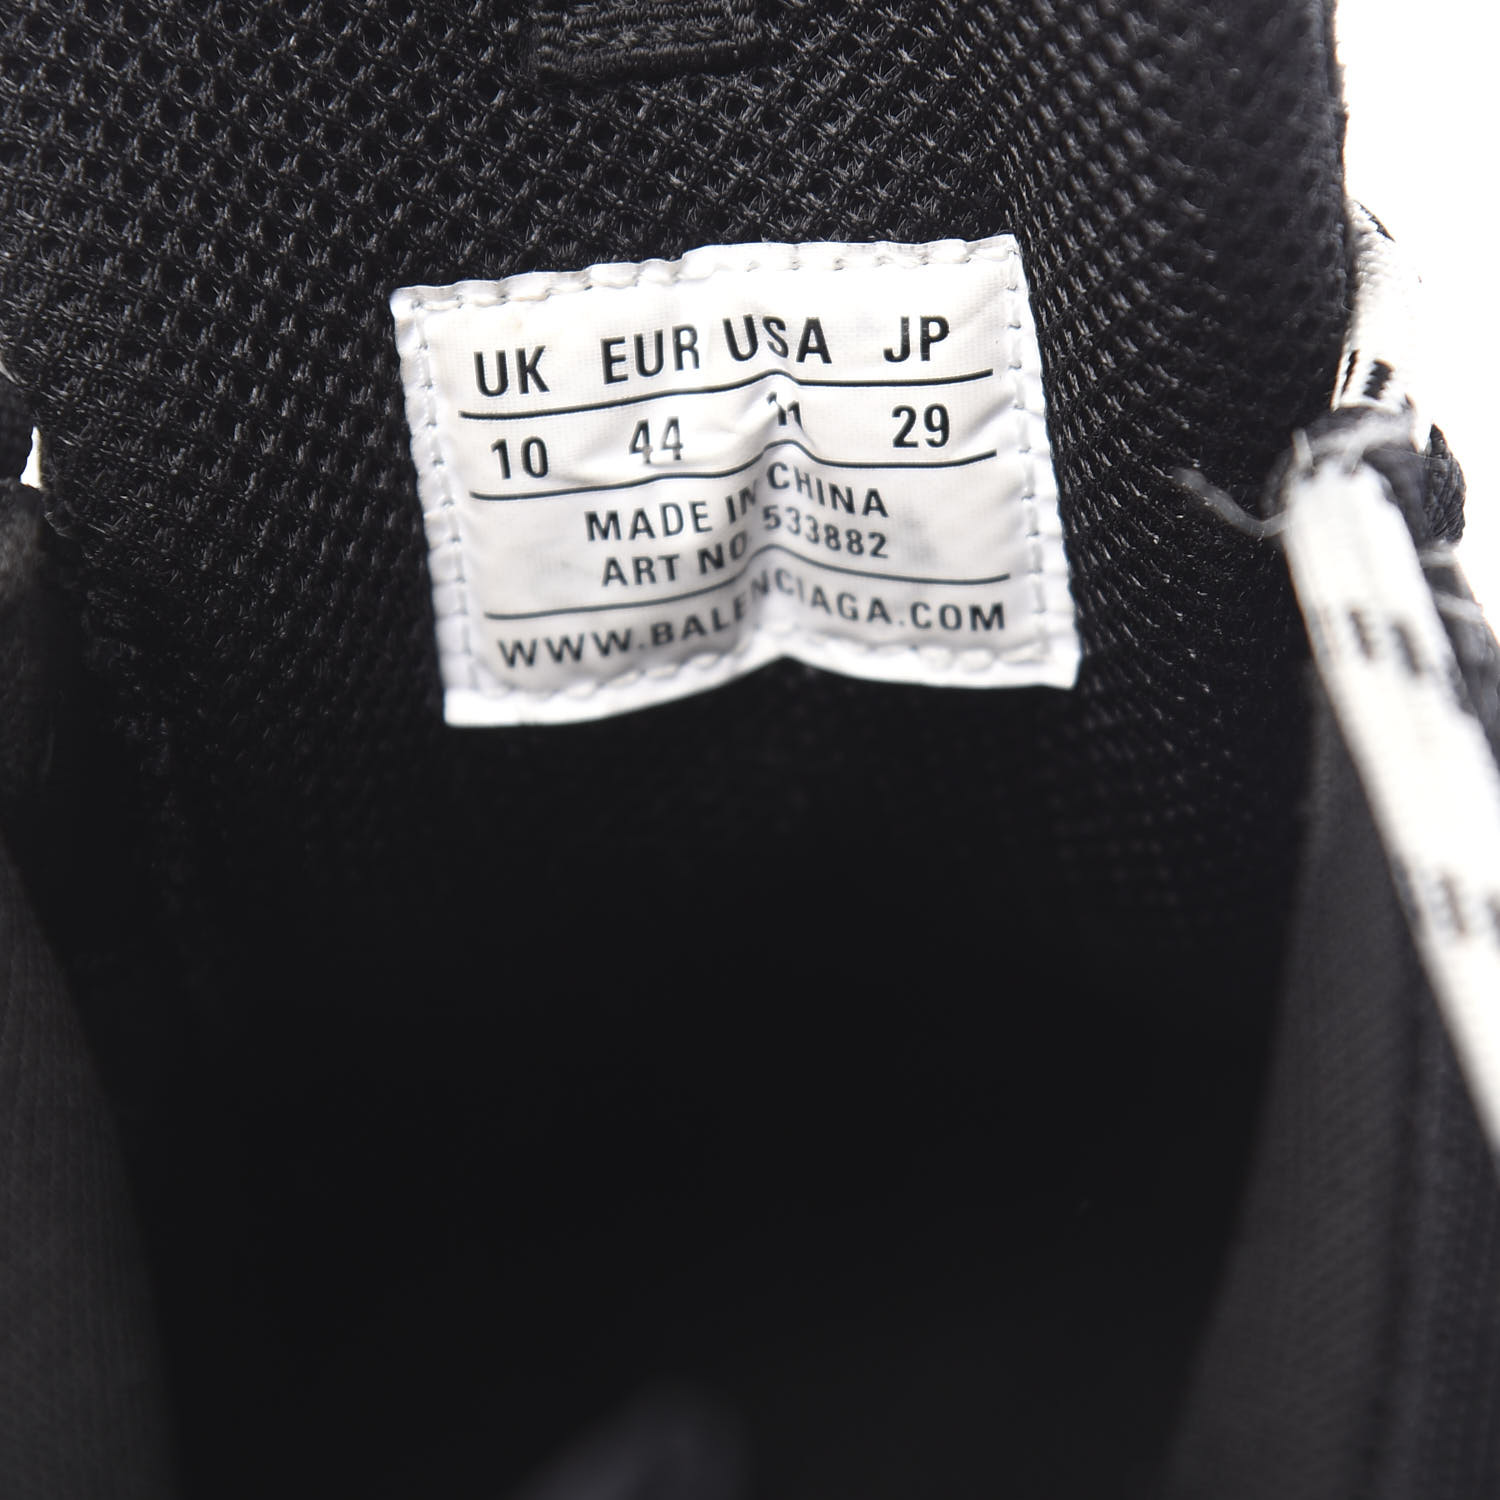 UK EUR USA JP
10 44 11 29
MADE IN CHINA
ART NO 533882
WWW.BALENCIAGA.COM